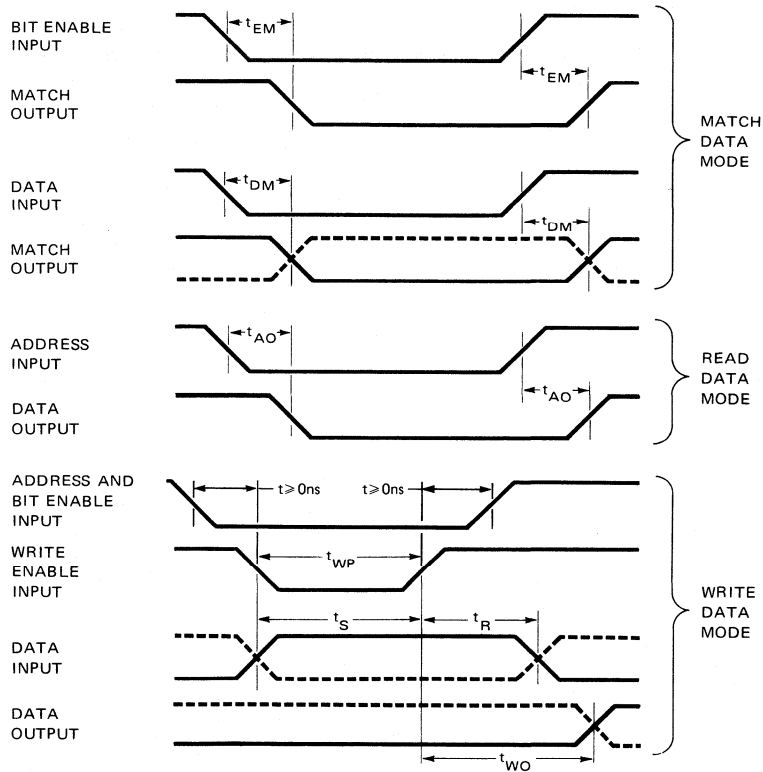 BIT ENABLE
INPUT
tEM
tEM
MATCH
OUTPUT
MATCH
DATA
MODE
DATA
INPUT
tDM
tDM
MATCH
OUTPUT
ADDRESS
INPUT
tAO
tAO
READ
DATA
MODE
DATA
OUTPUT
ADDRESS AND
BIT ENABLE
INPUT
t≥0ns
t≥0ns
WRITE
ENABLE
INPUT
tWP
WRITE
DATA
MODE
tS
tR
DATA
INPUT
DATA
OUTPUT
tWO